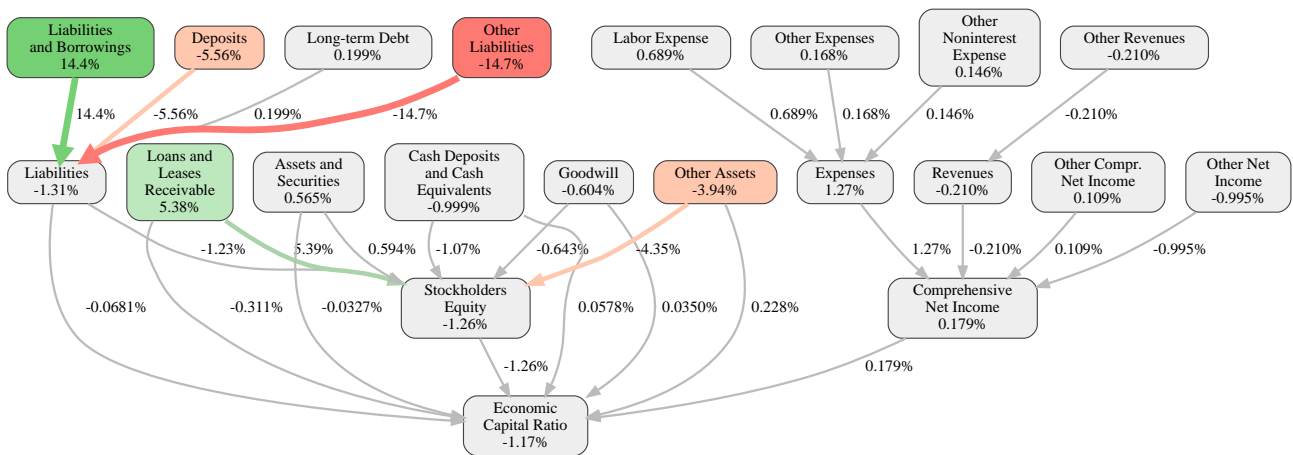 Liabilities
and Borrowings
14.4%
Deposits
-5.56%
Long-term Debt
0.199%
Other
Liabilities
-14.7%
Labor Expense
0.689%
Other Expenses
0.168%
Other
Noninterest
Expense
0.146%
Other Revenues
-0.210%
14.4%
-5.56%
0.199%
-14.7%
0.689%
0.168%
0.146%
-0.210%
Liabilities
-1.31%
Loans and
Leases
Receivable
5.38%
Assets and
Securities
0.565%
Cash Deposits
and Cash
Equivalents
-0.999%
Goodwill
-0.604%
Other Assets
-3.94%
Expenses
1.27%
Revenues
-0.210%
Other Compr.
Net Income
0.109%
Other Net
Income
-0.995%
-1.23%
5.39%
0.594%
-1.07%
-0.643%
-4.35%
1.27%
-0.210%
0.109%
-0.995%
-0.0681%
-0.311%
-0.0327%
Stockholders
Equity
-1.26%
0.0578%
0.0350%
0.228%
Comprehensive
Net Income
0.179%
-1.26%
0.179%
Economic
Capital Ratio
-1.17%